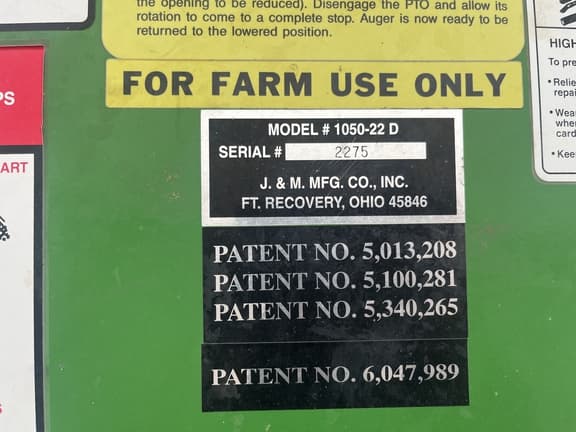 the opening to be reduced). Disengage the PTO and allow its
rotation to come to a complete stop. Auger is now ready to be
returned to the lowered position.
FOR FARM USE ONLY
MODEL # 1050-22 D
SERIAL # 2275
J. & M. MFG. CO., INC.
FT. RECOVERY, OHIO 45846
PATENT NO. 5,013,208
PATENT NO. 5,100,281
PATENT NO. 5,340,265
PATENT NO. 6,047,989
PS
ART
S
HIGH
To pre
• Relie
repai
• Wea
whe
card
• Kee